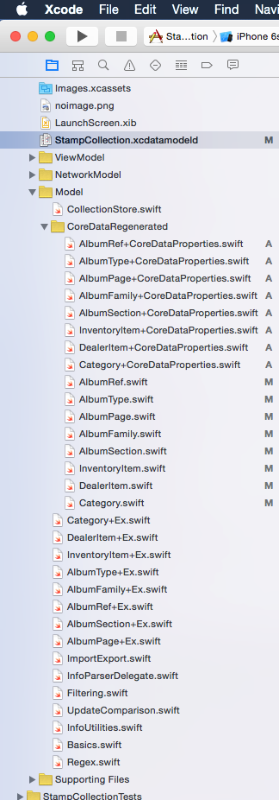 Xcode File Edit View Find Navi
Sta...tion iPhone 6s
Images.xcassets
noimage.png
LaunchScreen.xib
StampCollection.xcdatamodeld M
ViewModel
NetworkModel
Model
CollectionStore.swift
CoreDataRegenerated
AlbumRef+CoreDataProperties.swift A
AlbumType+CoreDataProperties.swift A
AlbumPage+CoreDataProperties.swift A
AlbumFamily+CoreDataProperties.swift A
AlbumSection+CoreDataProperties.swift A
InventoryItem+CoreDataProperties.swift A
DealerItem+CoreDataProperties.swift A
Category+CoreDataProperties.swift A
AlbumRef.swift M
AlbumType.swift M
AlbumPage.swift M
AlbumFamily.swift M
AlbumSection.swift M
InventoryItem.swift M
DealerItem.swift M
Category.swift M
Category+Ex.swift
DealerItem+Ex.swift
InventoryItem+Ex.swift
AlbumType+Ex.swift
AlbumFamily+Ex.swift
AlbumRef+Ex.swift
AlbumSection+Ex.swift
AlbumPage+Ex.swift
ImportExport.swift
InfoParserDelegate.swift
Filtering.swift
UpdateComparison.swift
InfoUtilities.swift
Basics.swift
Regex.swift
Supporting Files
StampCollectionTests